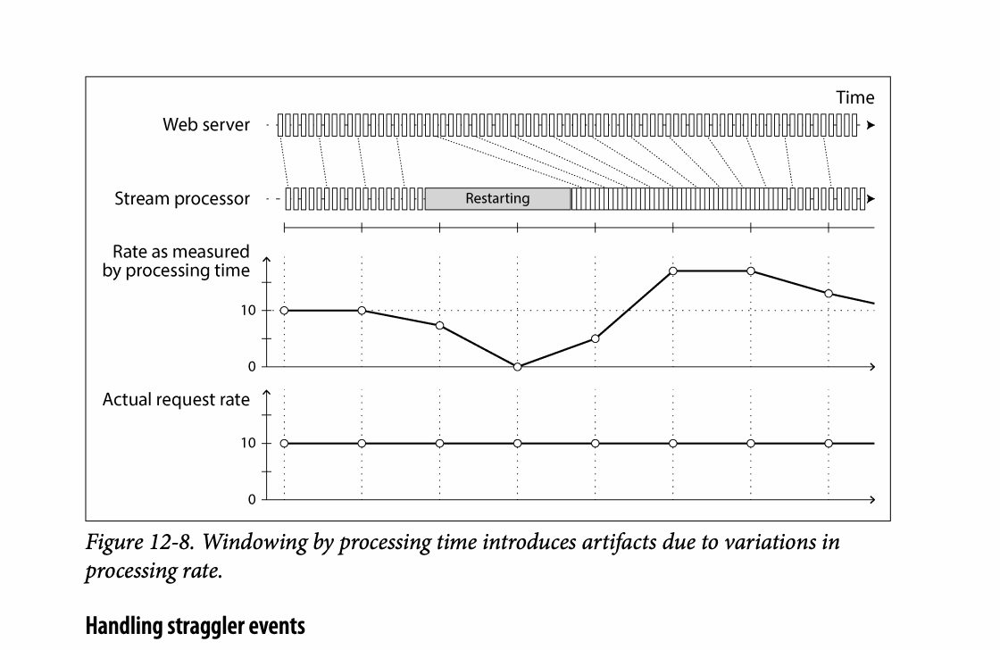 Time
Web server
Stream processor
Restarting
Rate as measured
by processing time
10
0
Actual request rate
10
0
Figure 12-8. Windowing by processing time introduces artifacts due to variations in
processing rate.
Handling straggler events